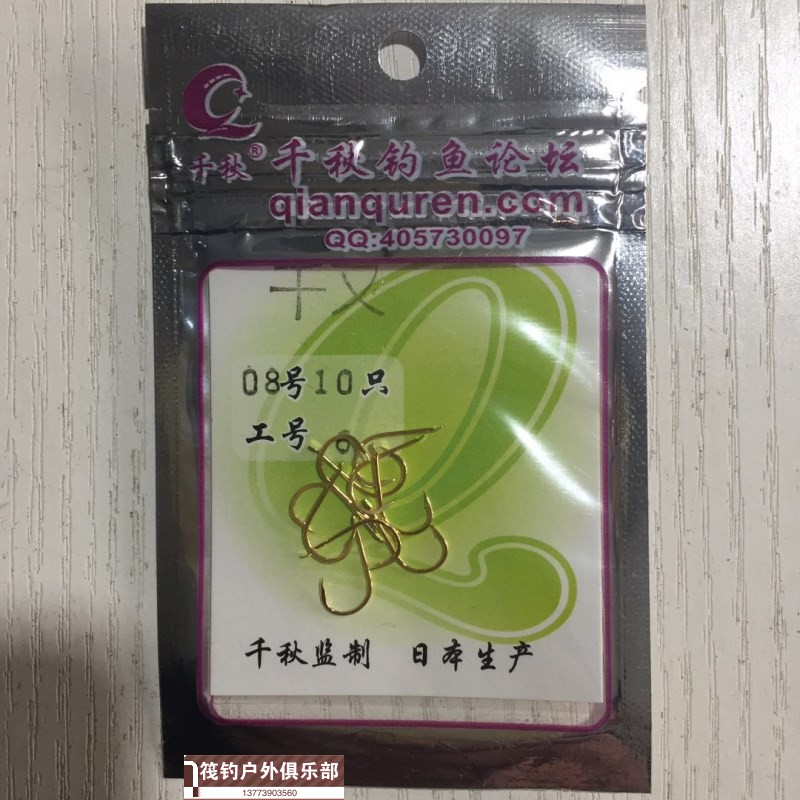 千秋®
千秋钓鱼论坛
qianquren.com
QQ:405730097
08号10只
工号
千秋监制 日本生产
筏钓户外俱乐部
13773903560